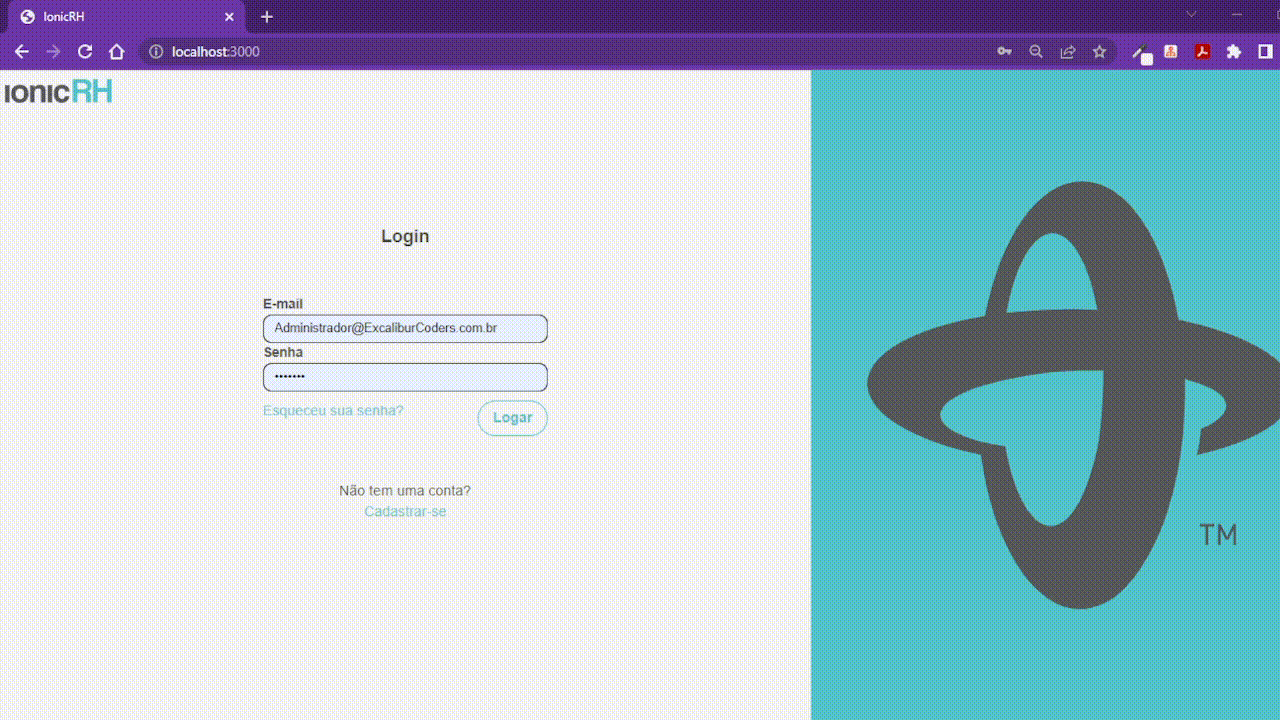 IonicRH
localhost:3000
ionicRH
Login
E-mail
Administrador@ExcaliburCoders.com.br
Senha
•••••••
Esqueceu sua senha?
Logar
Não tem uma conta?
Cadastrar-se
TM